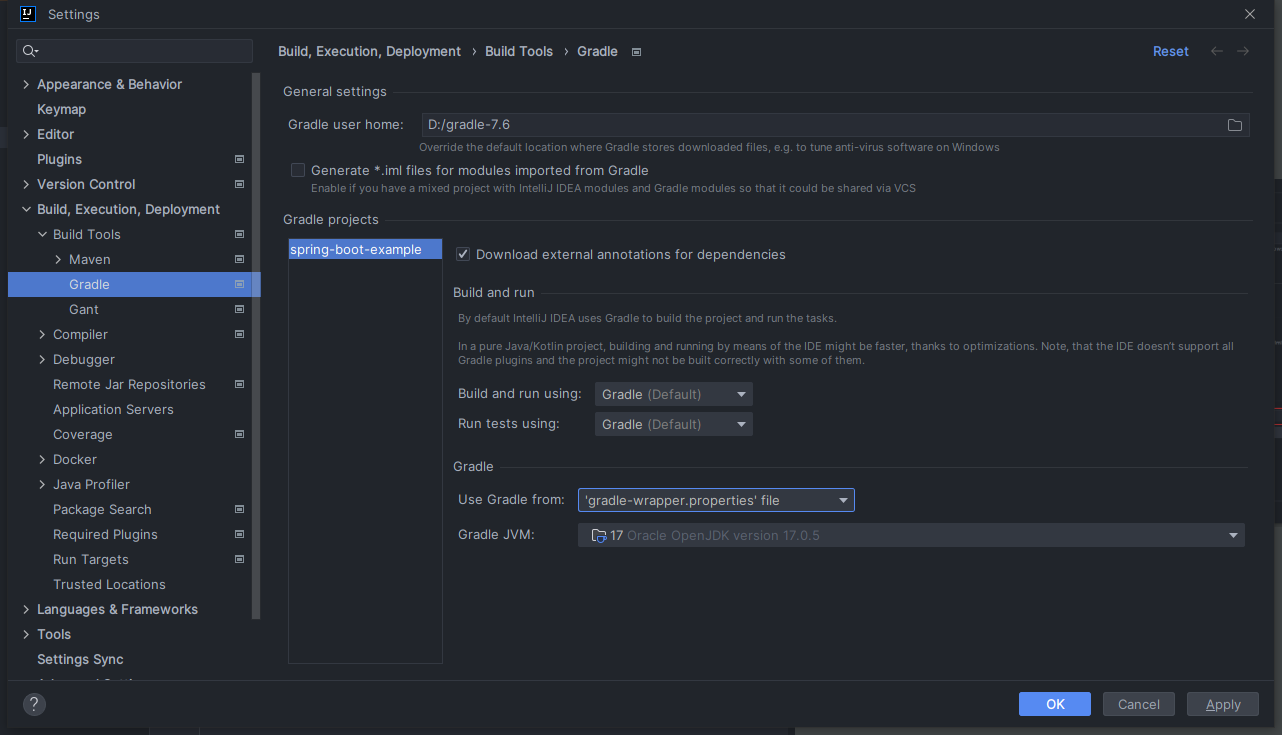 Settings
Build, Execution, Deployment › Build Tools › Gradle
Reset
Appearance & Behavior
Keymap
Editor
Plugins
Version Control
Build, Execution, Deployment
Build Tools
Maven
Gradle
Gant
Compiler
Debugger
Remote Jar Repositories
Application Servers
Coverage
Docker
Java Profiler
Package Search
Required Plugins
Run Targets
Trusted Locations
Languages & Frameworks
Tools
Settings Sync
General settings
Gradle user home: D:/gradle-7.6
Override the default location where Gradle stores downloaded files, e.g. to tune anti-virus software on Windows
Generate *.iml files for modules imported from Gradle
Enable if you have a mixed project with IntelliJ IDEA modules and Gradle modules so that it could be shared via VCS
Gradle projects
spring-boot-example
Download external annotations for dependencies
Build and run
By default IntelliJ IDEA uses Gradle to build the project and run the tasks.
In a pure Java/Kotlin project, building and running by means of the IDE might be faster, thanks to optimizations. Note, that the IDE doesn't support all
Gradle plugins and the project might not be built correctly with some of them.
Build and run using: Gradle (Default)
Run tests using: Gradle (Default)
Gradle
Use Gradle from: 'gradle-wrapper.properties' file
Gradle JVM: 17 Oracle OpenJDK version 17.0.5
?
OK
Cancel
Apply